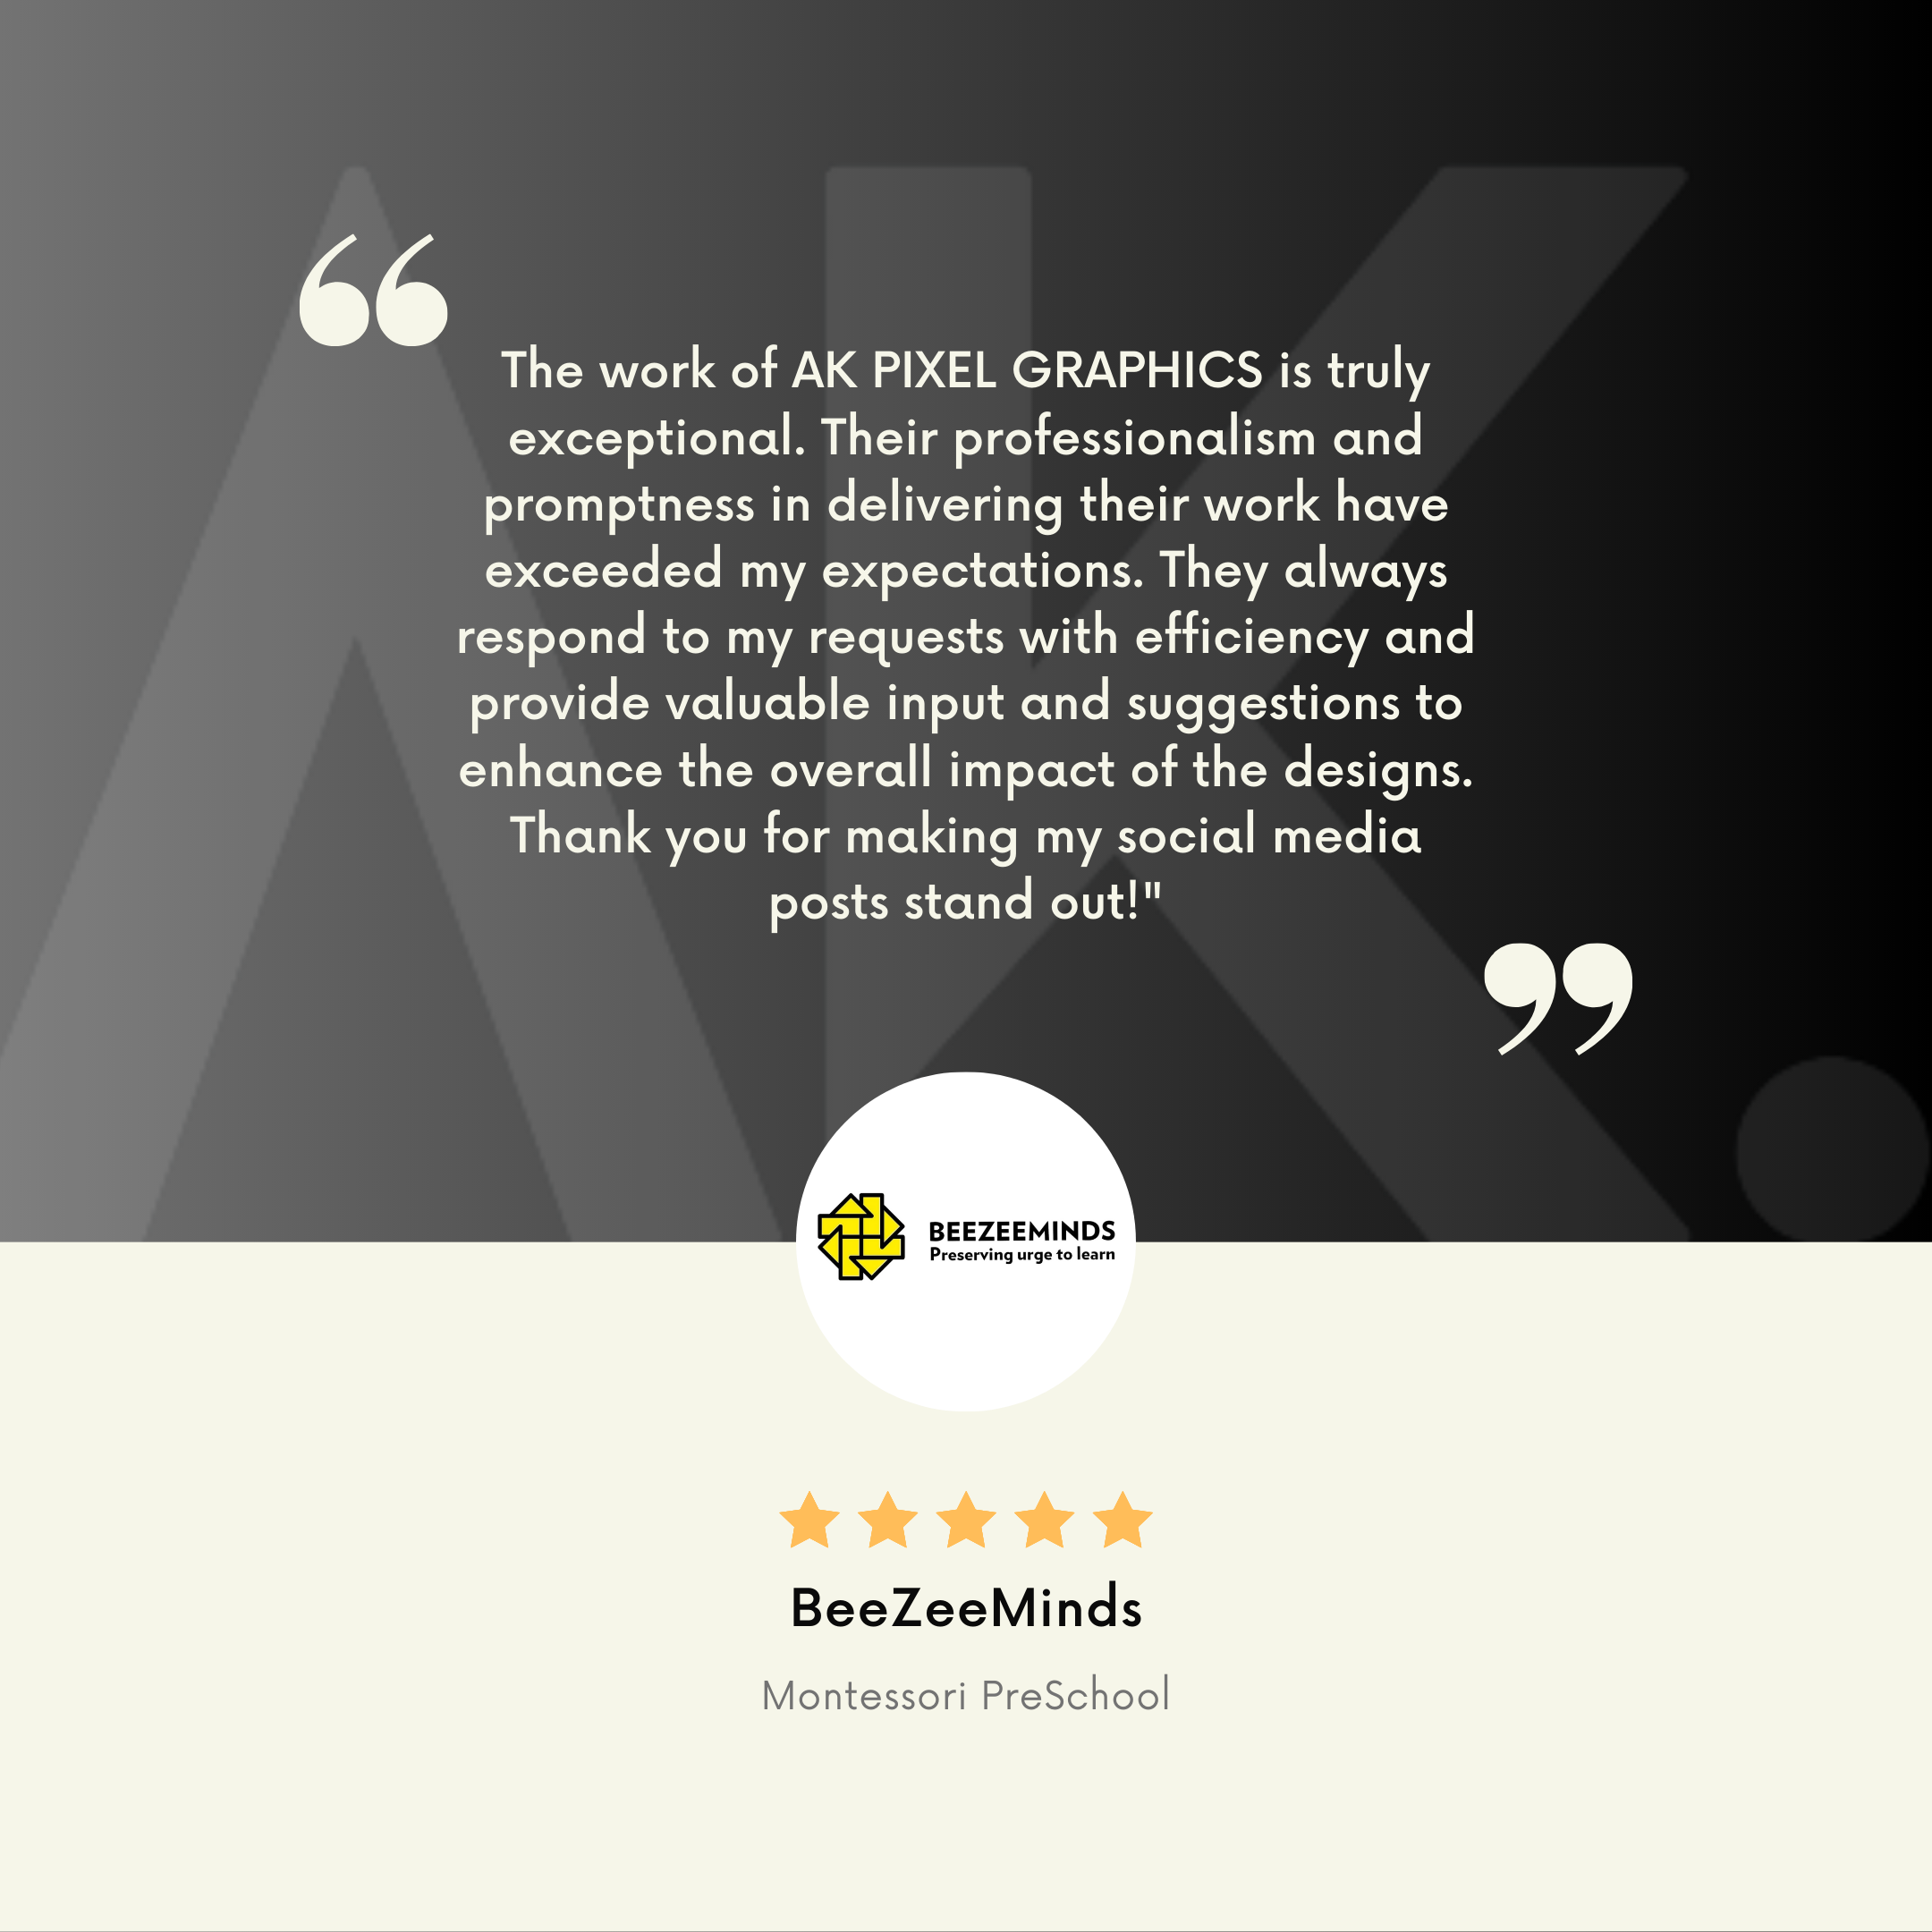 AK.
“
The work of AK PIXEL GRAPHICS is truly
exceptional. Their professionalism and
promptness in delivering their work have
exceeded my expectations. They always
respond to my requests with efficiency and
provide valuable input and suggestions to
enhance the overall impact of the designs.
Thank you for making my social media
posts stand out!"
”
BEEZEEMINDS
Preserving urge to learn
BeeZeeMinds
Montessori PreSchool